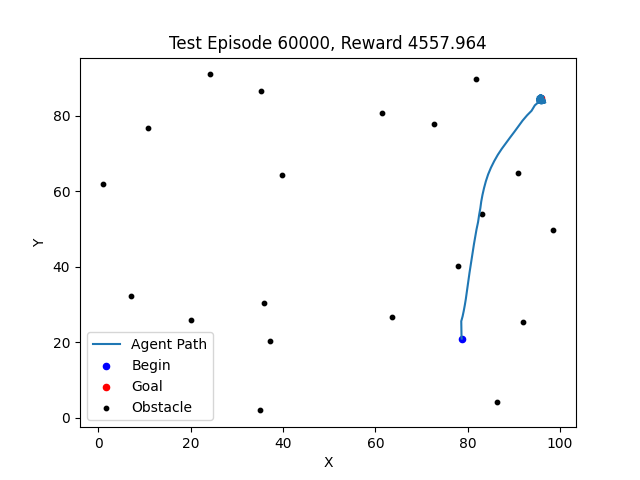 Test Episode 60000, Reward 4557.964
80
60
Y
40
20
0
Agent Path
Begin
Goal
Obstacle
0 20 40 60 80 100
X